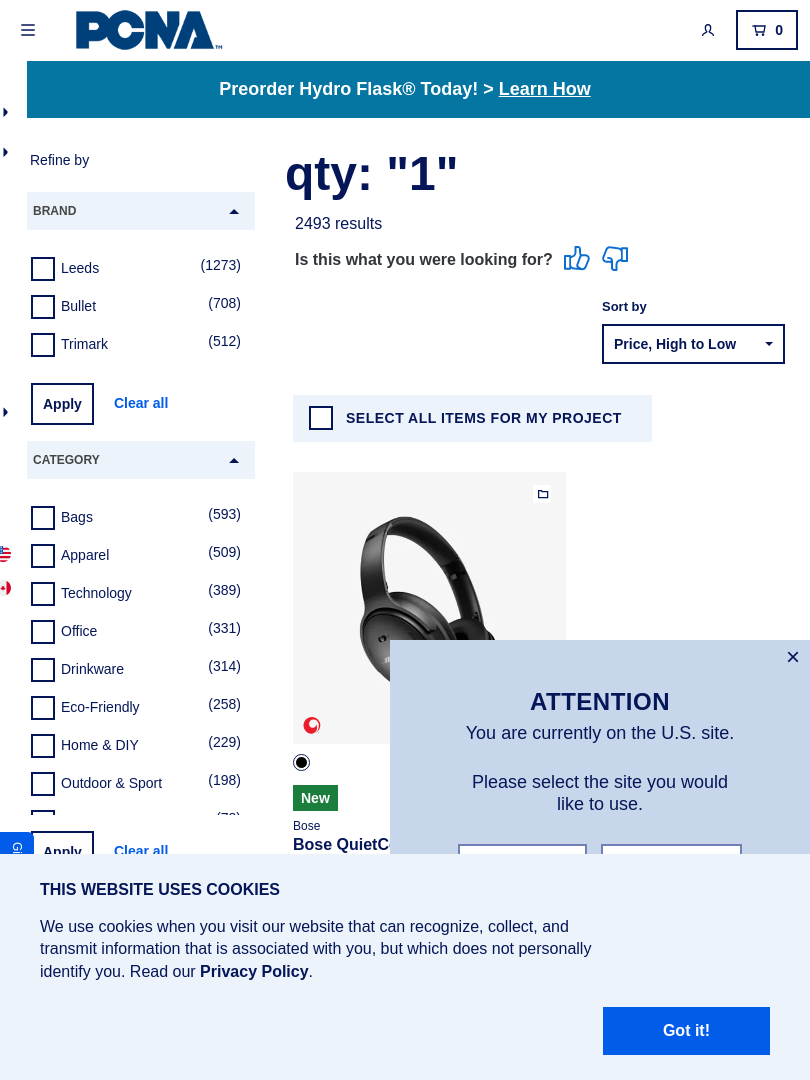 PCNA™
0
Preorder Hydro Flask® Today! > Learn How
Refine by
BRAND
Leeds (1273)
Bullet (708)
Trimark (512)
Apply Clear all
CATEGORY
Bags (593)
Apparel (509)
Technology (389)
Office (331)
Drinkware (314)
Eco-Friendly (258)
Home & DIY (229)
Outdoor & Sport (198)
Apply Clear all
qty: "1"
2493 results
Is this what you were looking for?
Sort by
Price, High to Low
SELECT ALL ITEMS FOR MY PROJECT
New
Bose
Bose QuietC
ATTENTION
You are currently on the U.S. site.
Please select the site you would
like to use.
THIS WEBSITE USES COOKIES
We use cookies when you visit our website that can recognize, collect, and
transmit information that is associated with you, but which does not personally
identify you. Read our Privacy Policy.
Got it!